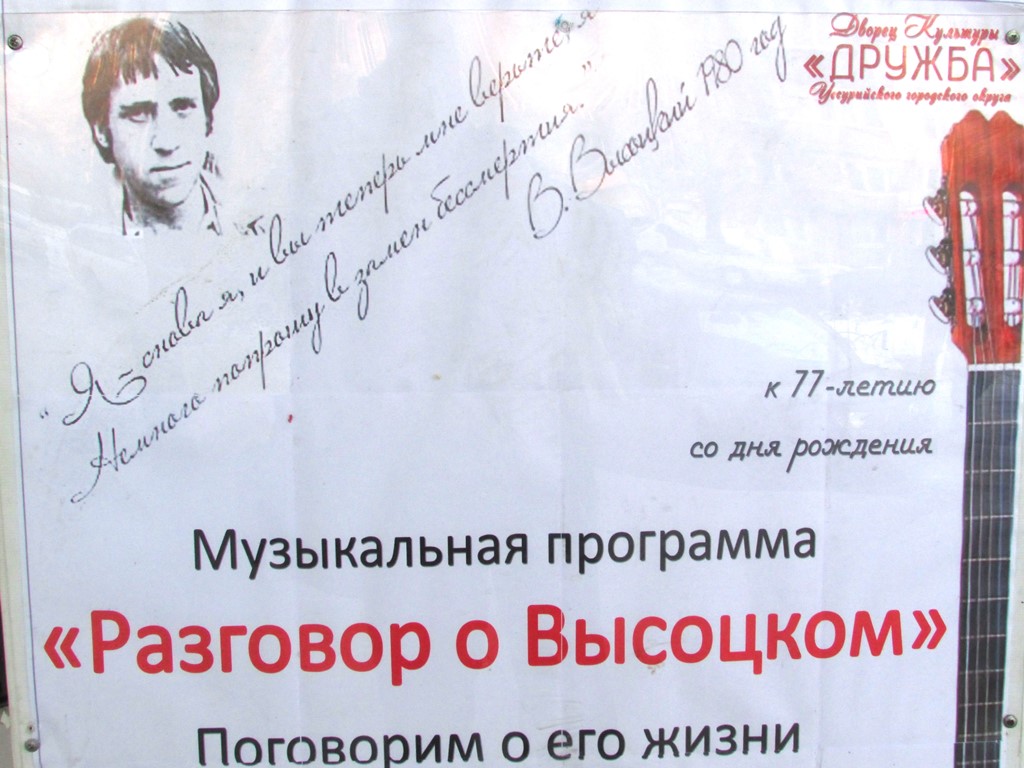 Дворец Культуры
«ДРУЖБА»
Уссурийского городского округа
"Я - снова я, и вы теперь мне верьте, я
Немного попрошу в замен бессмертия."
В. Высоцкий 1980 год
к 77-летию
со дня рождения
Музыкальная программа
«Разговор о Высоцком»
Поговорим о его жизни